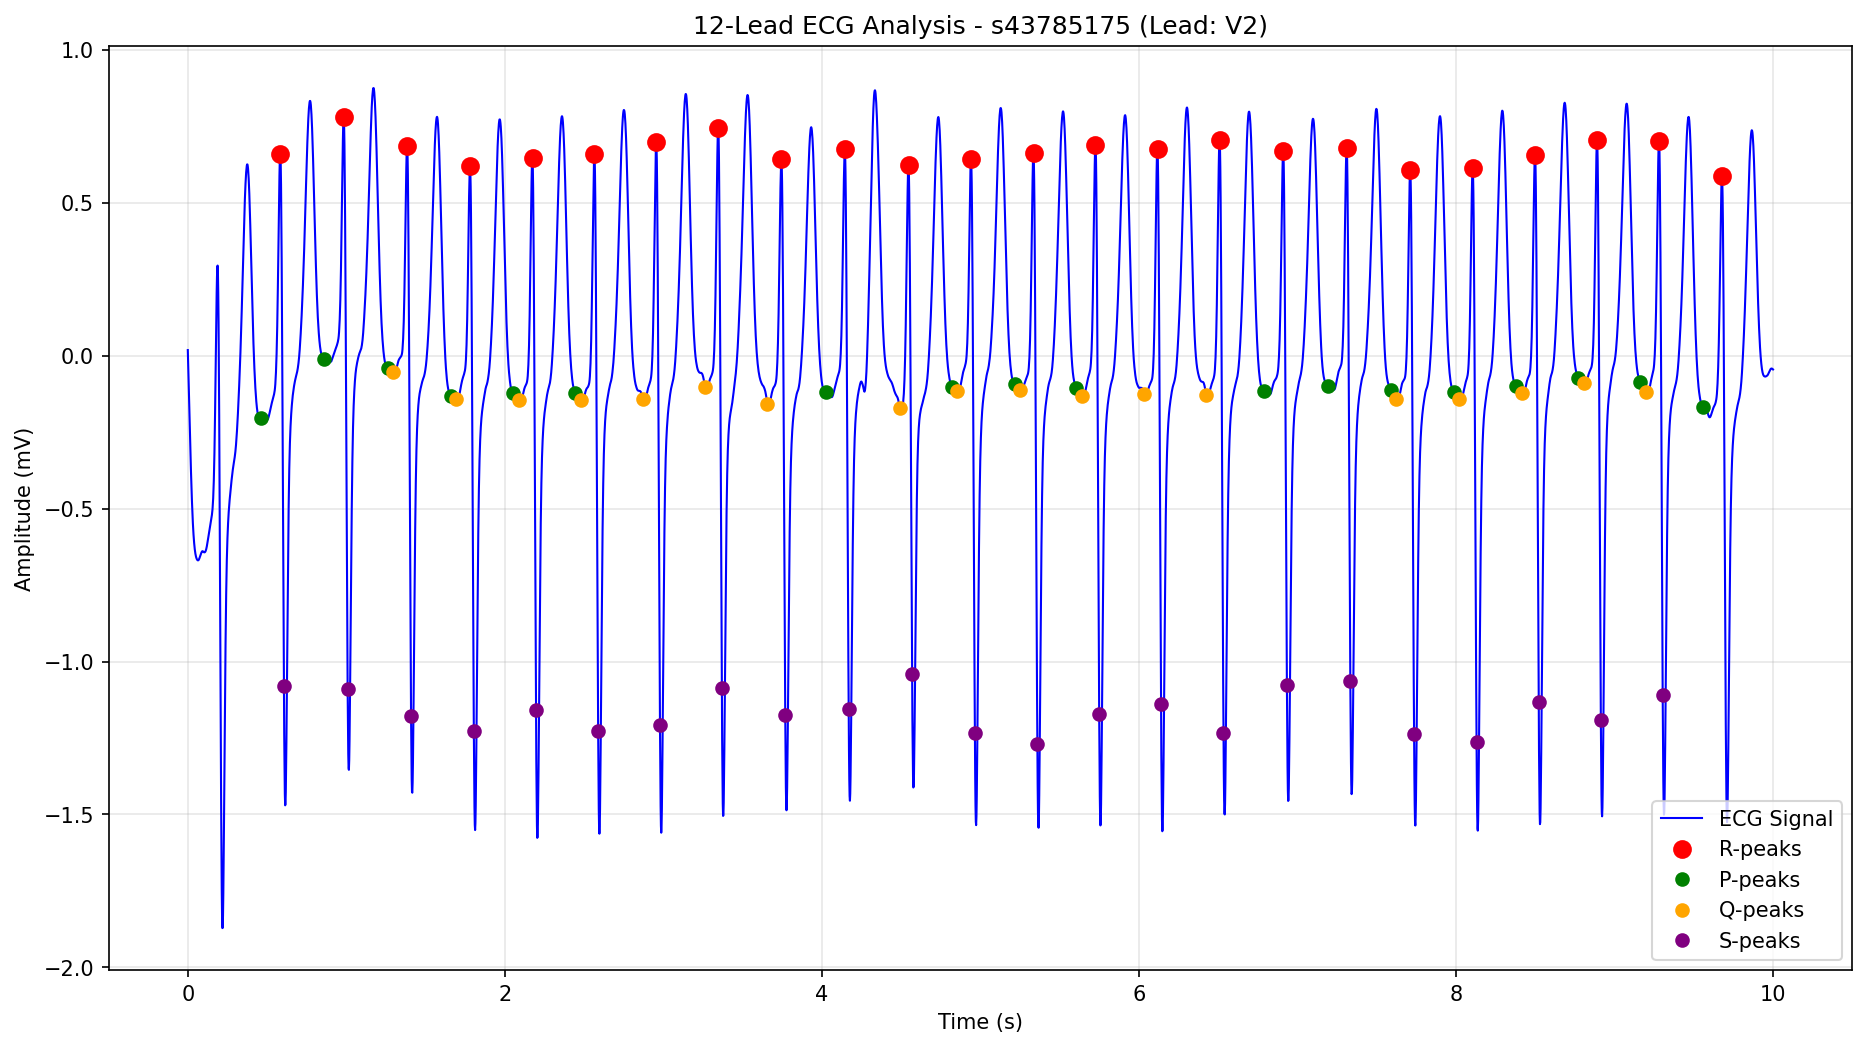 12-Lead ECG Analysis - s43785175 (Lead: V2)
1.0
0.5
0.0
−0.5
−1.0
−1.5
−2.0
Amplitude (mV)
0 2 4 6 8 10
Time (s)
ECG Signal
R-peaks
P-peaks
Q-peaks
S-peaks